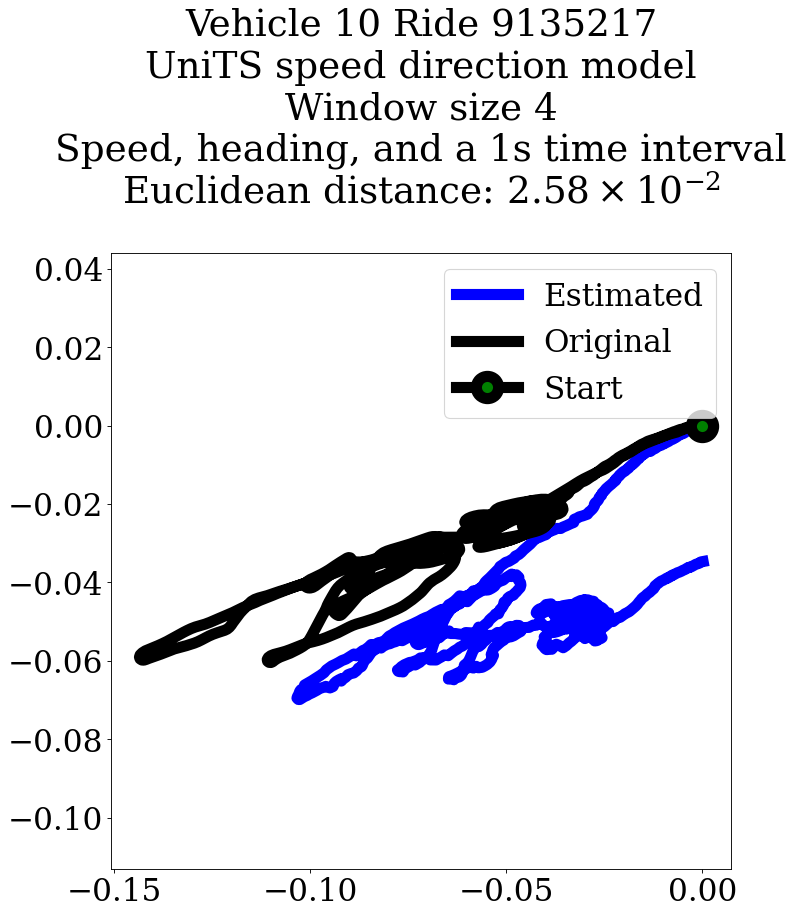 Vehicle 10 Ride 9135217
UniTS speed direction model
Window size 4
Speed, heading, and a 1s time interval
Euclidean distance: 2.58 × 10⁻²
Estimated
Original
Start
0.04
0.02
0.00
−0.02
−0.04
−0.06
−0.08
−0.10
−0.15
−0.10
−0.05
0.00